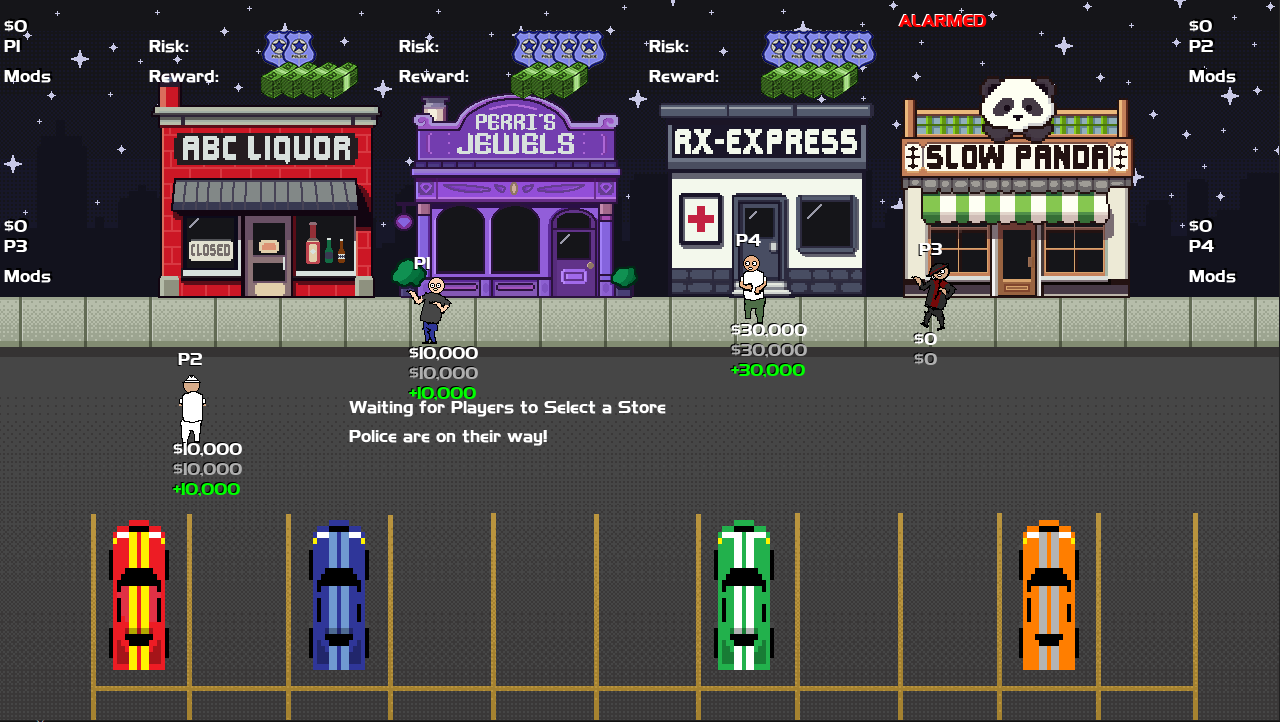 $0
P1
Mods
Risk:
Reward:
Risk:
Reward:
Risk:
Reward:
ALARMED
$0
P2
Mods
ABC LIQUOR
PERRI'S
JEWELS
RX-EXPRESS
SLOW PANDA
CLOSED
$0
P3
Mods
$0
P4
Mods
P1
P4
P3
P2
$10,000
$10,000
+10,000
$30,000
$30,000
+30,000
$0
$0
$10,000
$10,000
+10,000
Waiting for Players to Select a Store
Police are on their way!